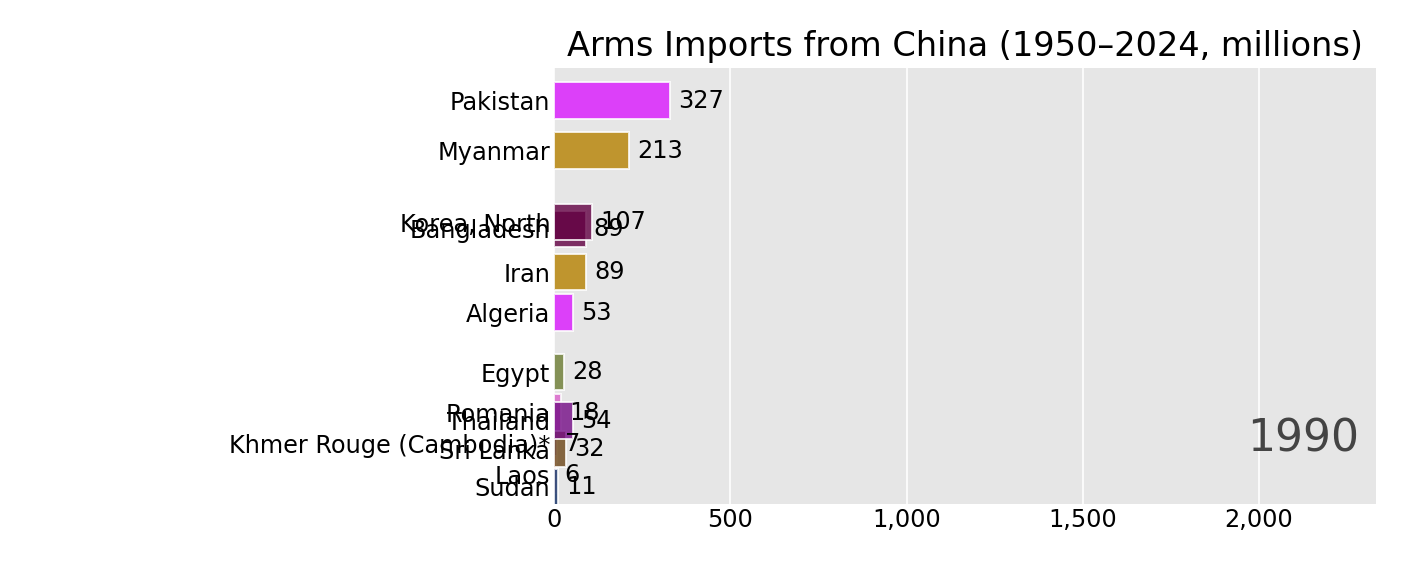 Arms Imports from China (1950–2024, millions)
Pakistan 327
Myanmar 213
Korea, North 107
Bangladesh 89
Iran 89
Algeria 53
Egypt 28
Romania 18
Thailand 54
Khmer Rouge (Cambodia)* 7
Sri Lanka 32
Laos 6
Sudan 11
1990
0 500 1,000 1,500 2,000